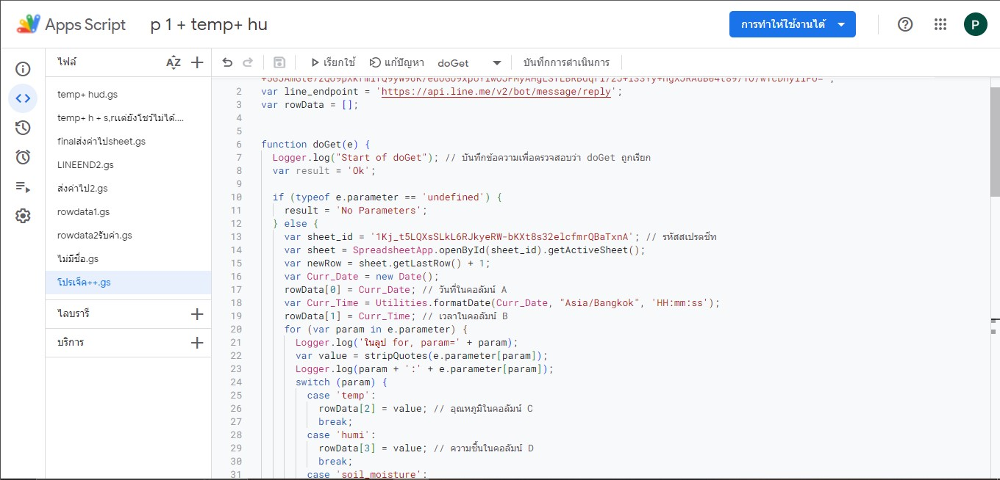 Apps Script
p 1 + temp+ hu
การทำให้ใช้งานได้
P
ไฟล์
AZ
เรียกใช้
แก้ปัญหา
doGet
บันทึกการดำเนินการ
temp+ hud.gs
temp+ h + s,rแต่ยังโชว์ไม่ได้....
finalส่งค่าไปsheet.gs
LINEEND2.gs
ส่งค่าไป2.gs
rowdata1.gs
rowdata2รับค่า.gs
ไม่มีชื่อ.gs
โปรเจ็ค++.gs
ไลบรารี
บริการ
2 var line_endpoint = 'https://api.line.me/v2/bot/message/reply';
3 var rowData = [];
4
5
6 function doGet(e) {
7 Logger.log("Start of doGet"); // บันทึกข้อความเพื่อตรวจสอบว่า doGet ถูกเรียก
8 var result = 'Ok';
9
10 if (typeof e.parameter == 'undefined') {
11 result = 'No Parameters';
12 } else {
13 var sheet_id = '1Kj_t5LQXsSLkL6RJkyeRW-bKXt8s32elcfmrQBaTxnA'; // รหัสสเปรดชีท
14 var sheet = SpreadsheetApp.openById(sheet_id).getActiveSheet();
15 var newRow = sheet.getLastRow() + 1;
16 var Curr_Date = new Date();
17 rowData[0] = Curr_Date; // วันที่ในคอลัมน์ A
18 var Curr_Time = Utilities.formatDate(Curr_Date, "Asia/Bangkok", 'HH:mm:ss');
19 rowData[1] = Curr_Time; // เวลาในคอลัมน์ B
20 for (var param in e.parameter) {
21 Logger.log('ในลูป for, param=' + param);
22 var value = stripQuotes(e.parameter[param]);
23 Logger.log(param + ':' + e.parameter[param]);
24 switch (param) {
25 case 'temp':
26 rowData[2] = value; // อุณหภูมิในคอลัมน์ C
27 break;
28 case 'humi':
29 rowData[3] = value; // ความชื้นในคอลัมน์ D
30 break;
31 case 'soil_moisture':